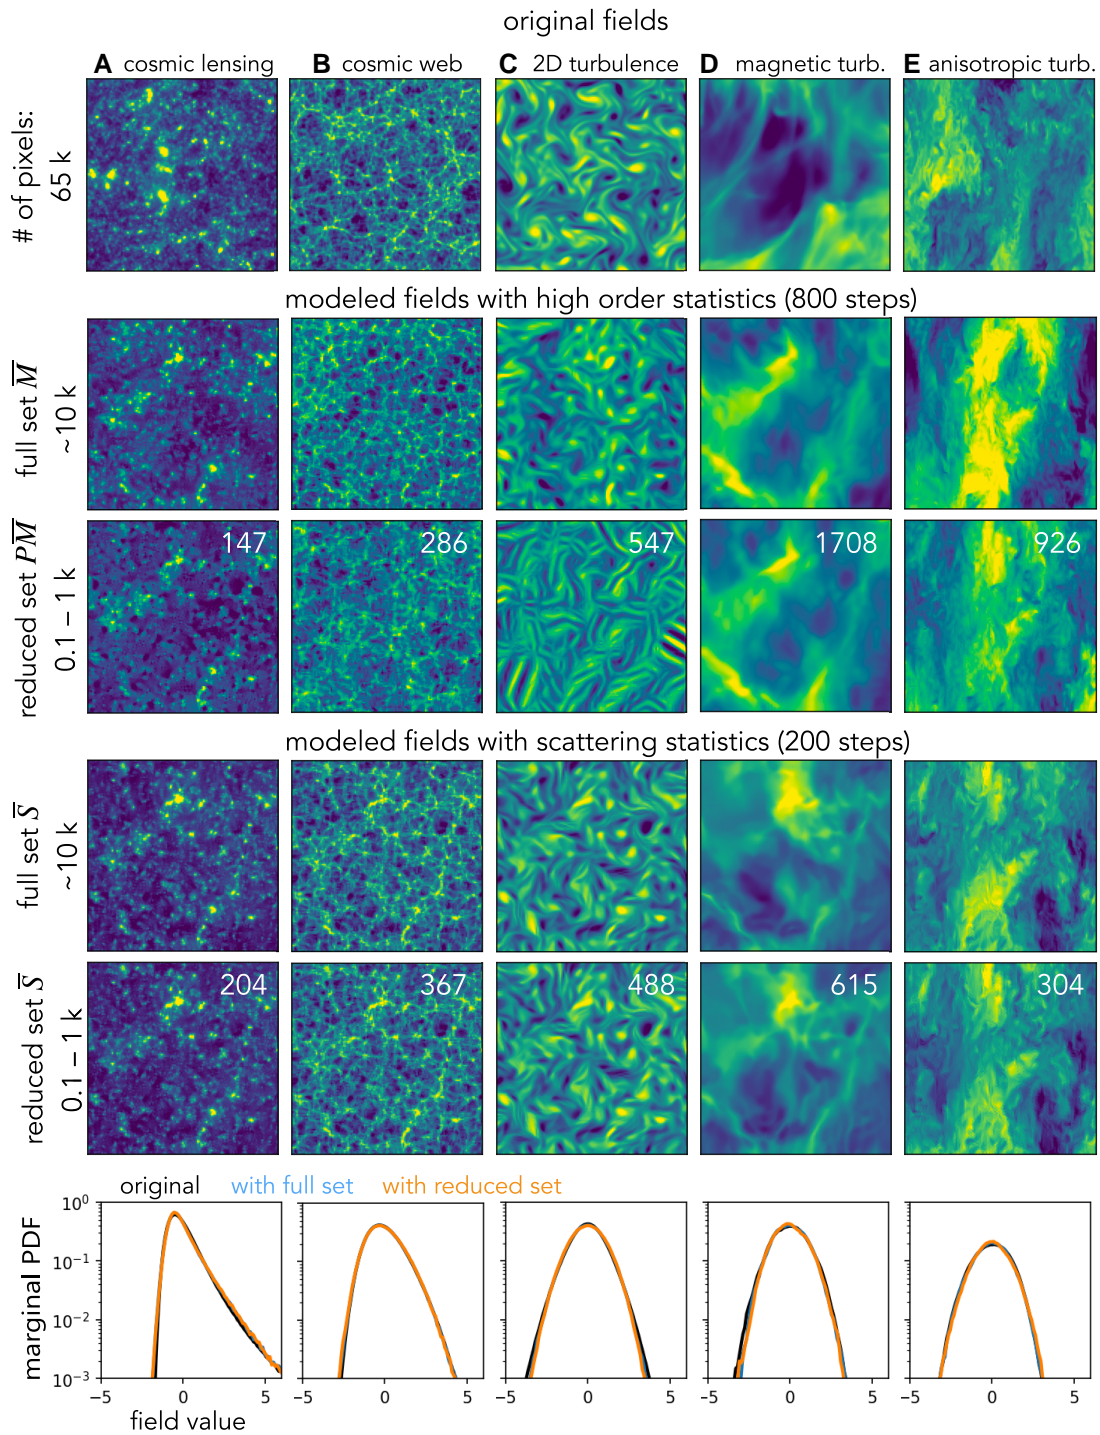 original fields
A cosmic lensing
B cosmic web
C 2D turbulence
D magnetic turb.
E anisotropic turb.
# of pixels:
65 k
modeled fields with high order statistics (800 steps)
full set M̅
~10 k
reduced set PM̅
0.1 – 1 k
147
286
547
1708
926
modeled fields with scattering statistics (200 steps)
full set S̅
~10 k
reduced set S̅
0.1 – 1 k
204
367
488
615
304
original with full set with reduced set
marginal PDF
10⁰
10⁻¹
10⁻²
10⁻³
−5 0 5
−5 0 5
−5 0 5
−5 0 5
−5 0 5
field value